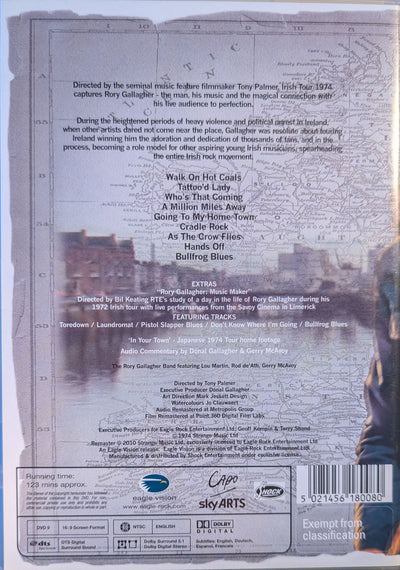 Directed by the seminal music feature filmmaker Tony Palmer, Irish Tour 1974
captures Rory Gallagher - the man, his music and the magical connection with
his live audience to perfection.
During the heightened periods of heavy violence and political unrest in Ireland,
when other artists dared not come near the place, Gallagher was resolute about touring
Ireland winning him the adoration and dedication of thousands of fans, and in the
process, becoming a role model for other aspiring young Irish musicians, spearheading
the entire Irish rock movement.
Walk On Hot Coals
Tattoo'd Lady
Who's That Coming
A Million Miles Away
Going To My Home Town
Cradle Rock
As The Crow Flies
Hands Off
Bullfrog Blues
EXTRAS
"Rory Gallagher: Music Maker"
Directed by Bil Keating RTE's study of a day in the life of Rory Gallagher during his
1972 Irish tour with live performances from the Savoy Cinema in Limerick
FEATURING TRACKS
Toredown / Laundromat / Pistol Slapper Blues / Don't Know Where I'm Going / Bullfrog Blues
'In Your Town' - Japanese 1974 Tour home footage
Audio Commentary by Donal Gallagher & Gerry McAvoy
The Rory Gallagher Band featuring Lou Martin, Rod de'Ath, Gerry McAvoy
Directed by Tony Palmer
Executive Producer Donal Gallagher
Art Direction Mark Jeskett Design
Watercolours Jo Clauwaert
Audio Remastered at Metropolis Group
Film Remastered at Point 360 Digital Film Labs.
Executive Producers for Eagle Rock Entertainment Ltd; Geoff Kempin & Terry Shand
©1974 Strange Music Ltd
Remaster ©2010 Strange Music Ltd, exclusively licensed to Eagle Rock Entertainment Ltd
An Eagle Vision release. Eagle Vision is a division of Eagle Rock Entertainment Ltd.
Manufactured & distributed by Shock Entertainment under exclusive license.
Running time:
123 mins approx.
eagle vision
CAPO
sky ARTS
SHOCK
5 021456 180080
Exempt from
classification
DVD 9
16:9 Screen Format
NTSC
ENGLISH
DOLBY
DIGITAL
dts
DTS Digital
Surround Sound
Dolby Surround 5.1
Dolby Digital Stereo
Subtitles: English, Deutsch,
Español, Français